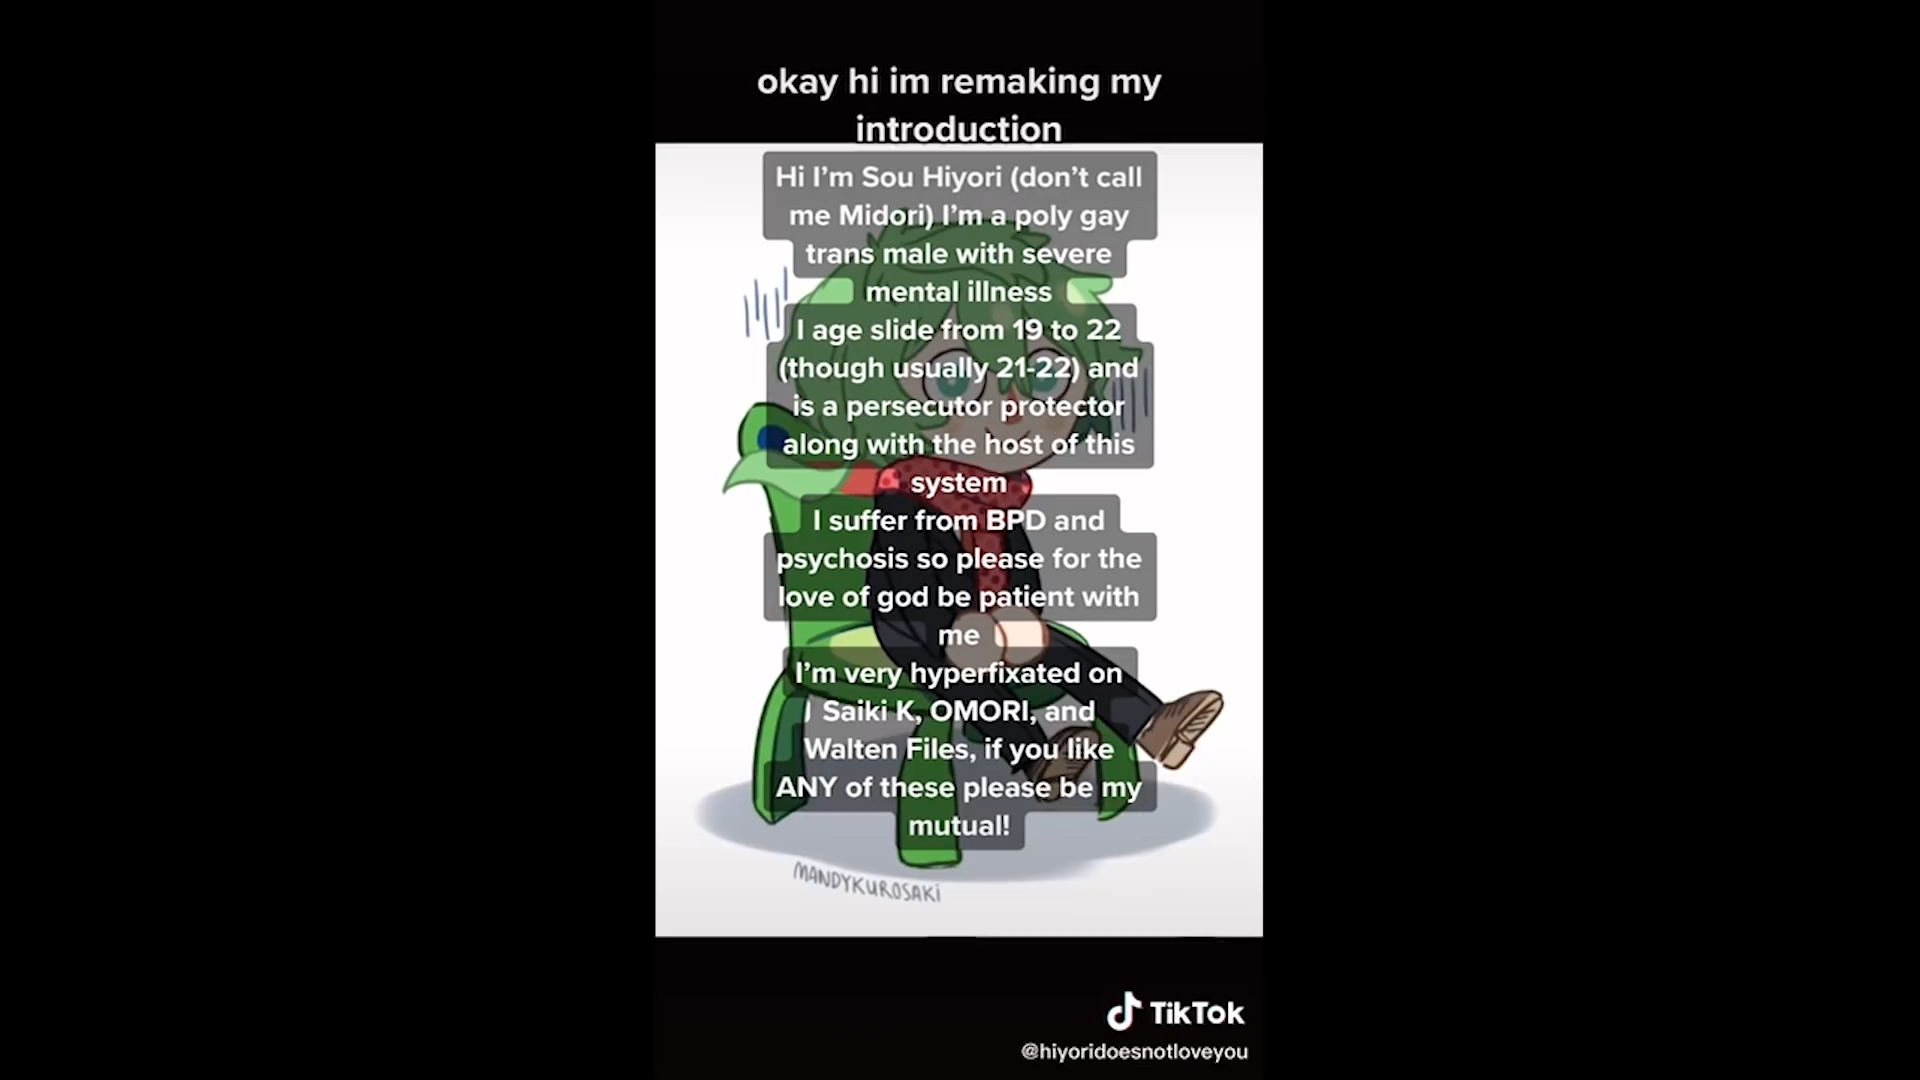 okay hi im remaking my
introduction
Hi I'm Sou Hiyori (don't call
me Midori) I'm a poly gay
trans male with severe
mental illness
I age slide from 19 to 22
(though usually 21-22) and
is a persecutor protector
along with the host of this
system
I suffer from BPD and
psychosis so please for the
love of god be patient with
me
I'm very hyperfixated on
Saiki K, OMORI, and
Walten Files, if you like
ANY of these please be my
mutual!
MANDYKUROSAKi
TikTok
@hiyoridoesnotloveyou